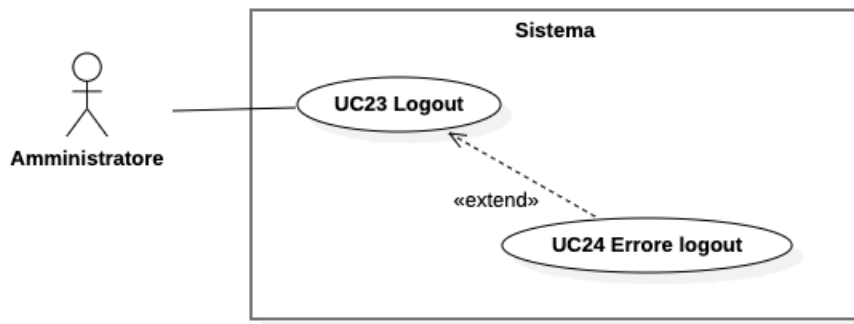 Sistema
UC23 Logout
Amministratore
«extend»
UC24 Errore logout